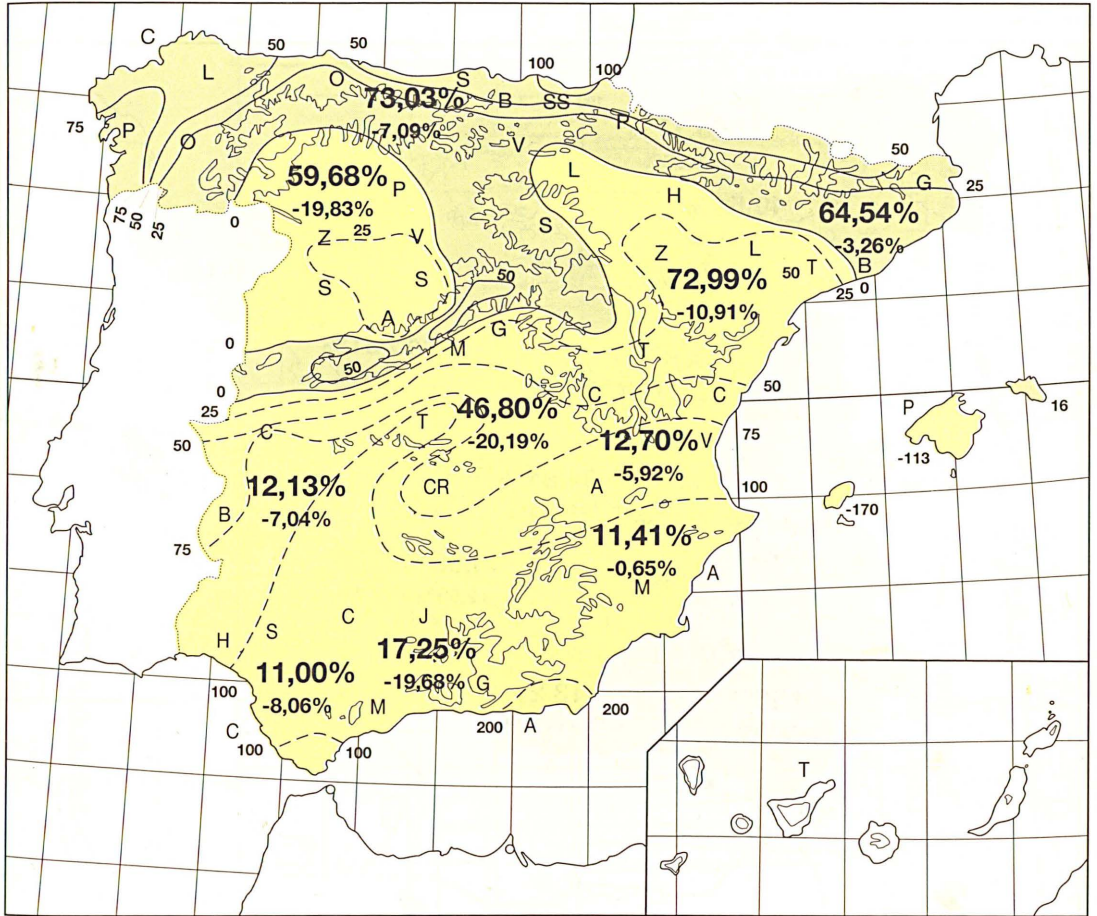 C 50 50
L O S 100 100
73,03% B SS
75 P -7,09% P
O V 50
59,68% P L H G 25
-19,83% 64,54%
75 50 25 0 S -3,26%
Z 25 V Z L
S S 72,99% 50 T B
50 25 0
A G -10,91%
0 M T
50
0 C C 50
25 46,80% P 16
T -20,19% 12,70% V 75
50 C -5,92% -113
12,13% CR A 100
-7,04% -170
B 11,41%
75 -0,65% A
M
C J
H S 17,25%
11,00% -19,68% G
100 -8,06% M 200
C 200 A
100 100
T